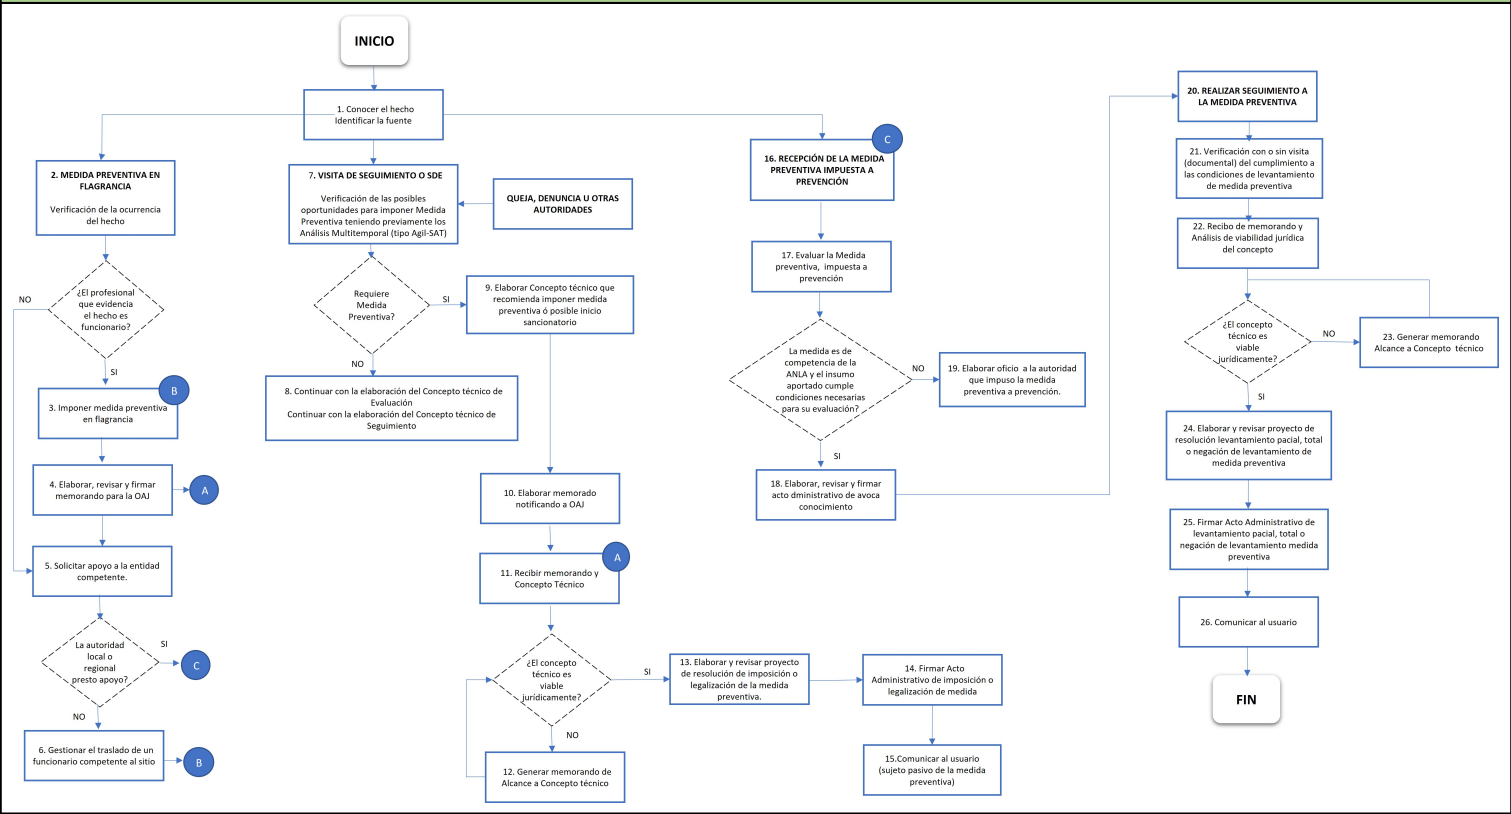 INICIO
1. Conocer el hecho
Identificar la fuente
2. MEDIDA PREVENTIVA EN
FLAGRANCIA
Verificación de la ocurrencia
del hecho
¿El profesional
que evidencia
el hecho es
funcionario?
NO
SI
B
3. Imponer medida preventiva
en flagrancia
4. Elaborar, revisar y firmar
memorando para la OAJ
A
5. Solicitar apoyo a la entidad
competente.
La autoridad
local o
regional
presto apoyo?
SI
C
NO
6. Gestionar el traslado de un
funcionario competente al sitio
B
7. VISITA DE SEGUIMIENTO O SDE
Verificación de las posibles
oportunidades para imponer Medida
Preventiva teniendo previamente los
Análisis Multitemporal (tipo Agil-SAT)
QUEJA, DENUNCIA U OTRAS
AUTORIDADES
Requiere
Medida
Preventiva?
SI
NO
8. Continuar con la elaboración del Concepto técnico de
Evaluación
Continuar con la elaboración del Concepto técnico de
Seguimiento
9. Elaborar Concepto técnico que
recomienda imponer medida
preventiva ó posible inicio
sancionatorio
10. Elaborar memorado
notificando a OAJ
A
11. Recibir memorando y
Concepto Técnico
¿El concepto
técnico es
viable
jurídicamente?
SI
NO
12. Generar memorando de
Alcance a Concepto técnico
13. Elaborar y revisar proyecto
de resolución de imposición o
legalización de la medida
preventiva.
14. Firmar Acto
Administrativo de imposición o
legalización de medida
15.Comunicar al usuario
(sujeto pasivo de la medida
preventiva)
C
16. RECEPCIÓN DE LA MEDIDA
PREVENTIVA IMPUESTA A
PREVENCIÓN
17. Evaluar la Medida
preventiva, impuesta a
prevención
La medida es de
competencia de la
ANLA y el insumo
aportado cumple
condiciones necesarias
para su evaluación?
NO
SI
18. Elaborar, revisar y firmar
acto dministrativo de avoca
conocimiento
19. Elaborar oficio a la autoridad
que impuso la medida
preventiva a prevención.
20. REALIZAR SEGUIMIENTO A
LA MEDIDA PREVENTIVA
21. Verificación con o sin visita
(documental) del cumplimiento a
las condiciones de levantamiento
de medida preventiva
22. Recibo de memorando y
Análisis de viabilidad jurídica
del concepto
¿El concepto
técnico es
viable
jurídicamente?
NO
SI
23. Generar memorando
Alcance a Concepto técnico
24. Elaborar y revisar proyecto de
resolución levantamiento pacial, total
o negación de levantamiento de
medida preventiva
25. Firmar Acto Administrativo de
levantamiento pacial, total o
negación de levantamiento medida
preventiva
26. Comunicar al usuario
FIN